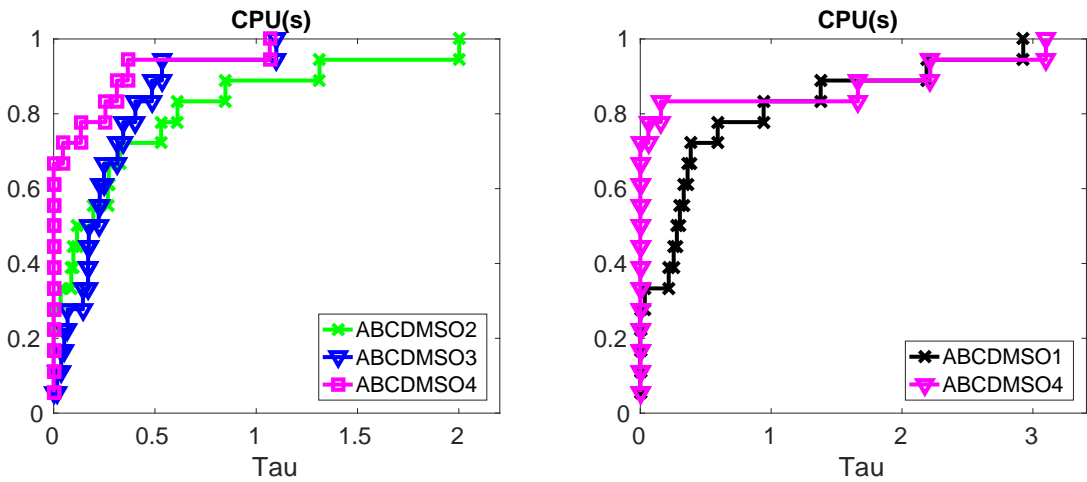 CPU(s)
1
0.8
0.6
0.4
0.2
0
0
0.5
1
1.5
2
Tau
ABCDMSO2
ABCDMSO3
ABCDMSO4
CPU(s)
1
0.8
0.6
0.4
0.2
0
0
1
2
3
Tau
ABCDMSO1
ABCDMSO4